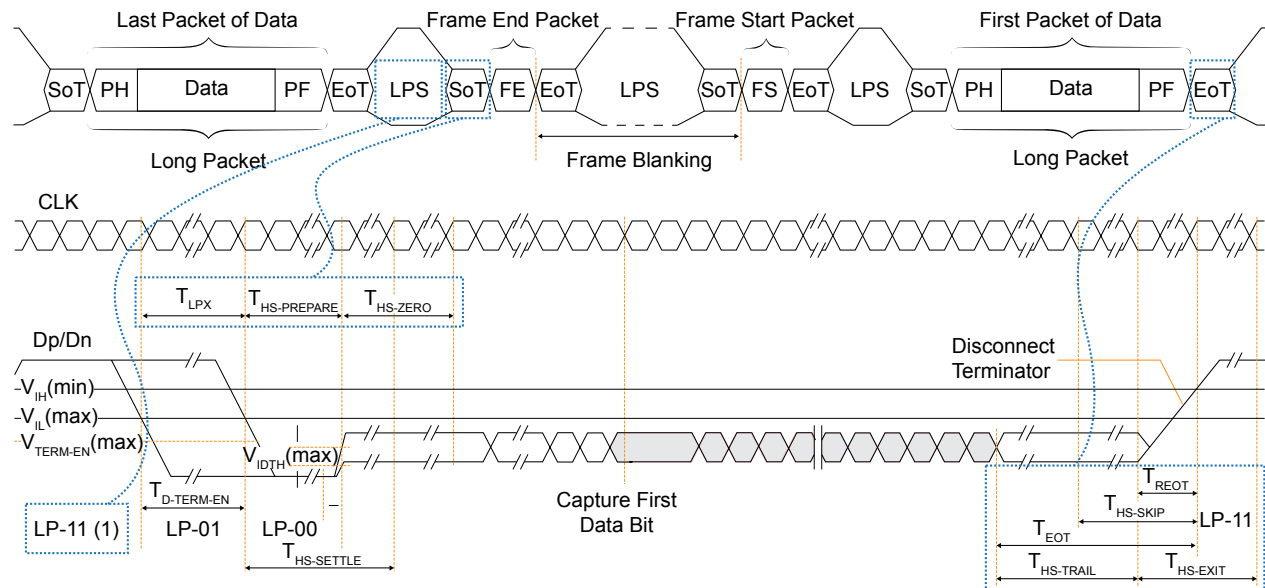 Last Packet of Data
Frame End Packet
Frame Start Packet
First Packet of Data
SoT PH Data PF EoT LPS SoT FE EoT LPS SoT FS EoT LPS SoT PH Data PF EoT
Long Packet
Frame Blanking
Long Packet
CLK
TLPX
THS-PREPARE
THS-ZERO
Dp/Dn
Disconnect
Terminator
VIH(min)
VIL(max)
VTERM-EN(max)
VIDTH(max)
TD-TERM-EN
Capture First
Data Bit
TREOT
THS-SKIP
LP-11 (1)
LP-01
LP-00
LP-11
TEOT
THS-SETTLE
THS-TRAIL
THS-EXIT